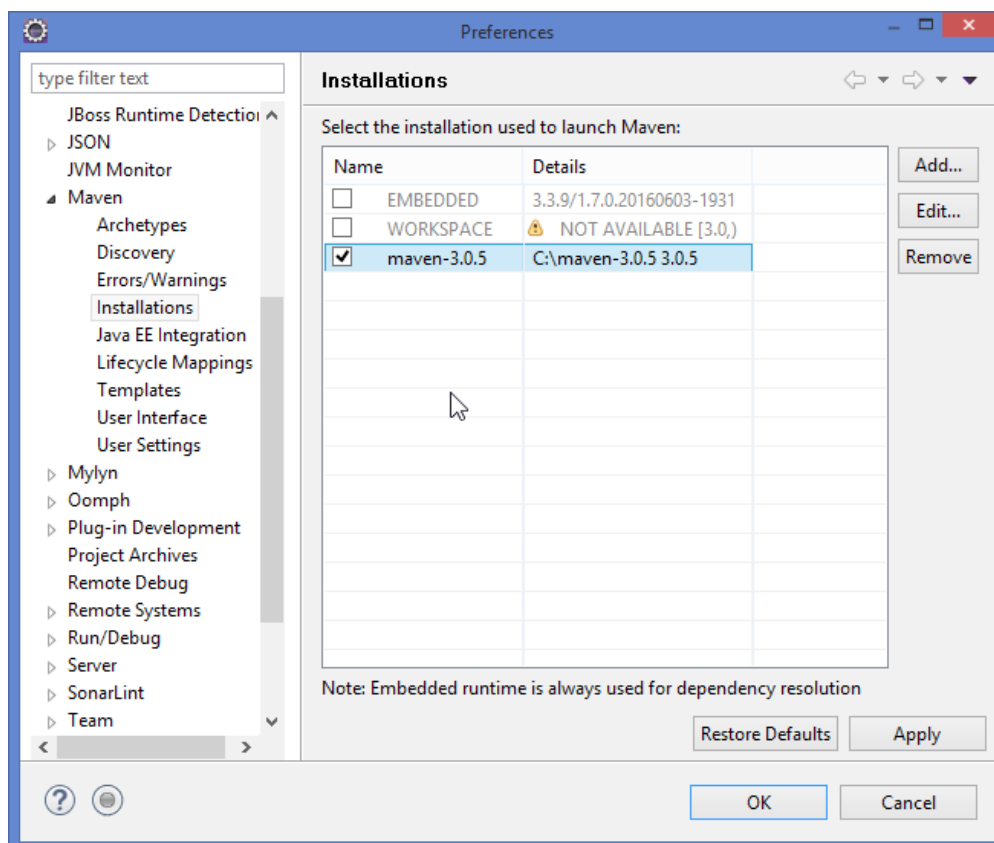 Preferences
type filter text
JBoss Runtime Detection
JSON
JVM Monitor
Maven
Archetypes
Discovery
Errors/Warnings
Installations
Java EE Integration
Lifecycle Mappings
Templates
User Interface
User Settings
Mylyn
Oomph
Plug-in Development
Project Archives
Remote Debug
Remote Systems
Run/Debug
Server
SonarLint
Team
Installations
Select the installation used to launch Maven:
Name Details
EMBEDDED 3.3.9/1.7.0.20160603-1931
WORKSPACE NOT AVAILABLE [3.0,)
maven-3.0.5 C:\maven-3.0.5 3.0.5
Add...
Edit...
Remove
Note: Embedded runtime is always used for dependency resolution
Restore Defaults Apply
OK Cancel